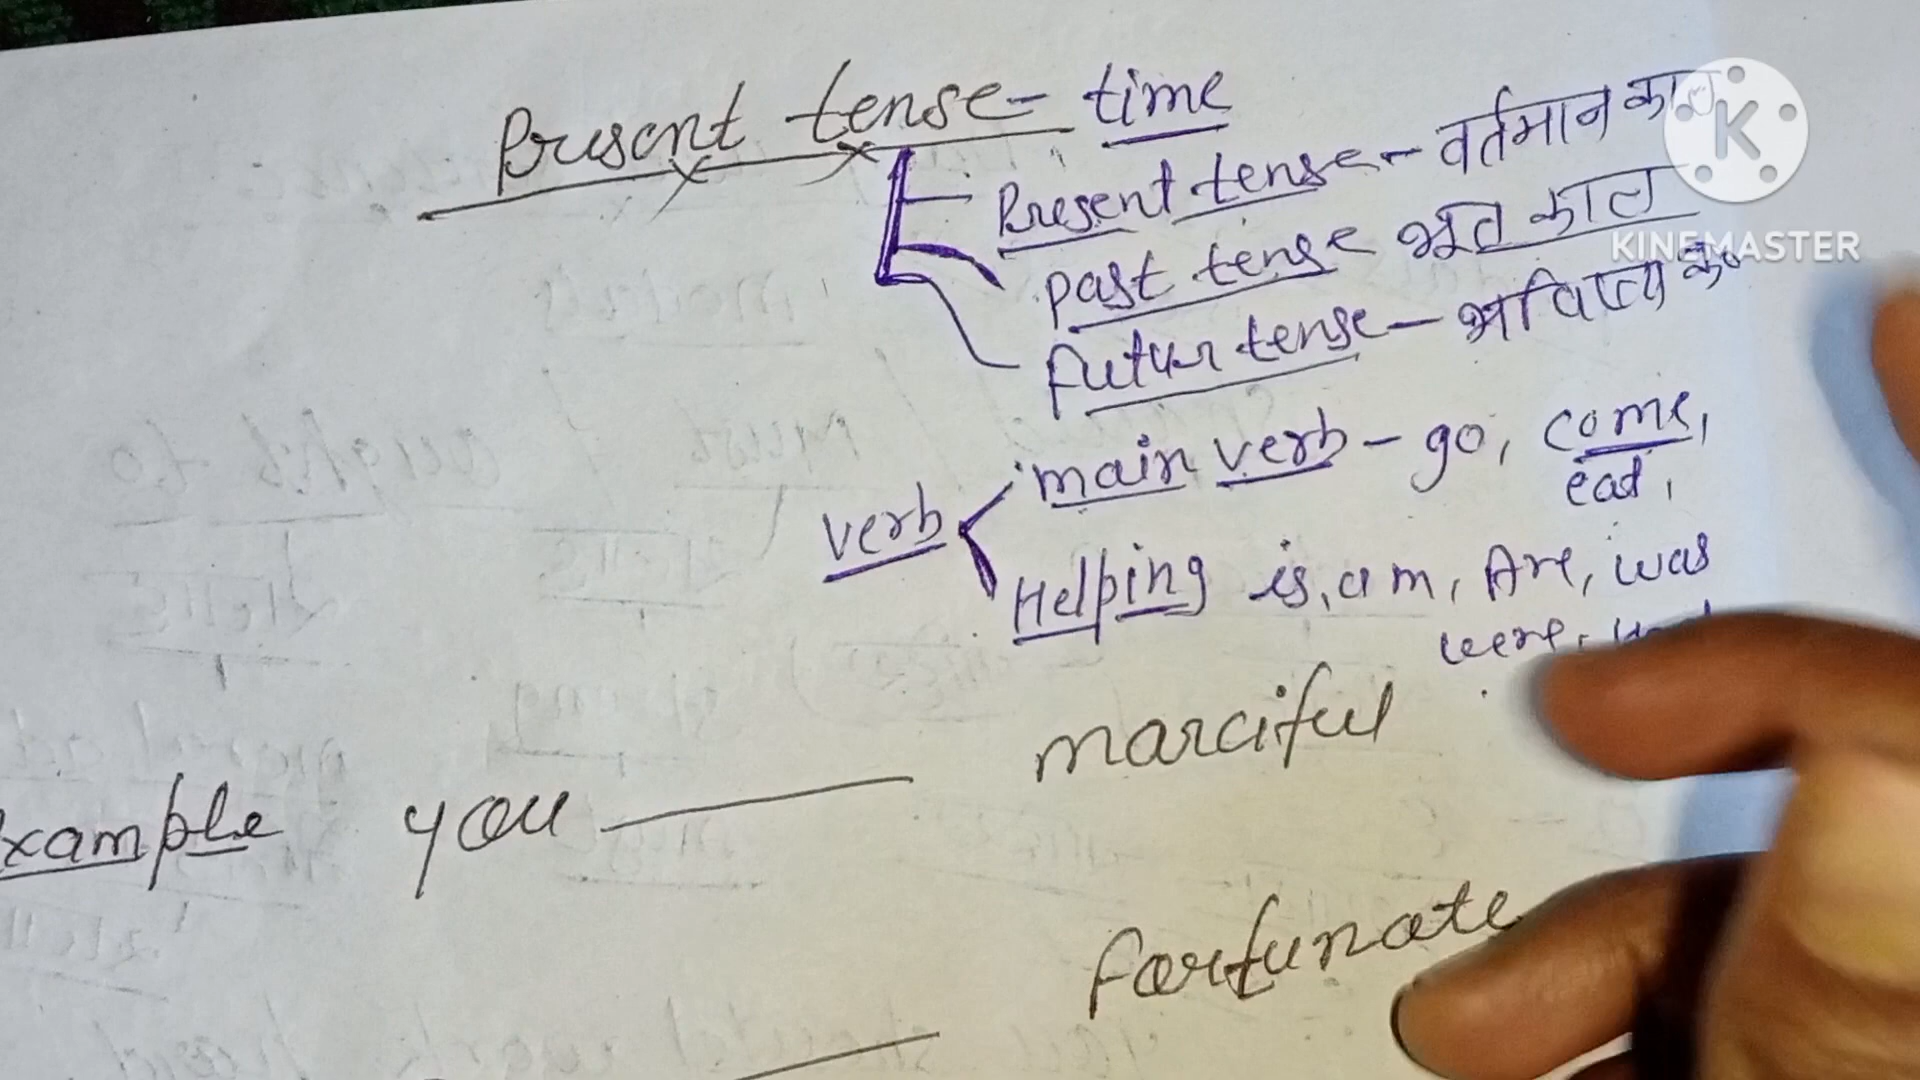 Present tense - time
Present tense - वर्तमान काल
Past tense भूत काल
KINEMASTER
futur tense - भविष्य
main verb - go, come,
eat,
verb
Helping is, am, Are, was
were,
marciful
Example you
fortunate